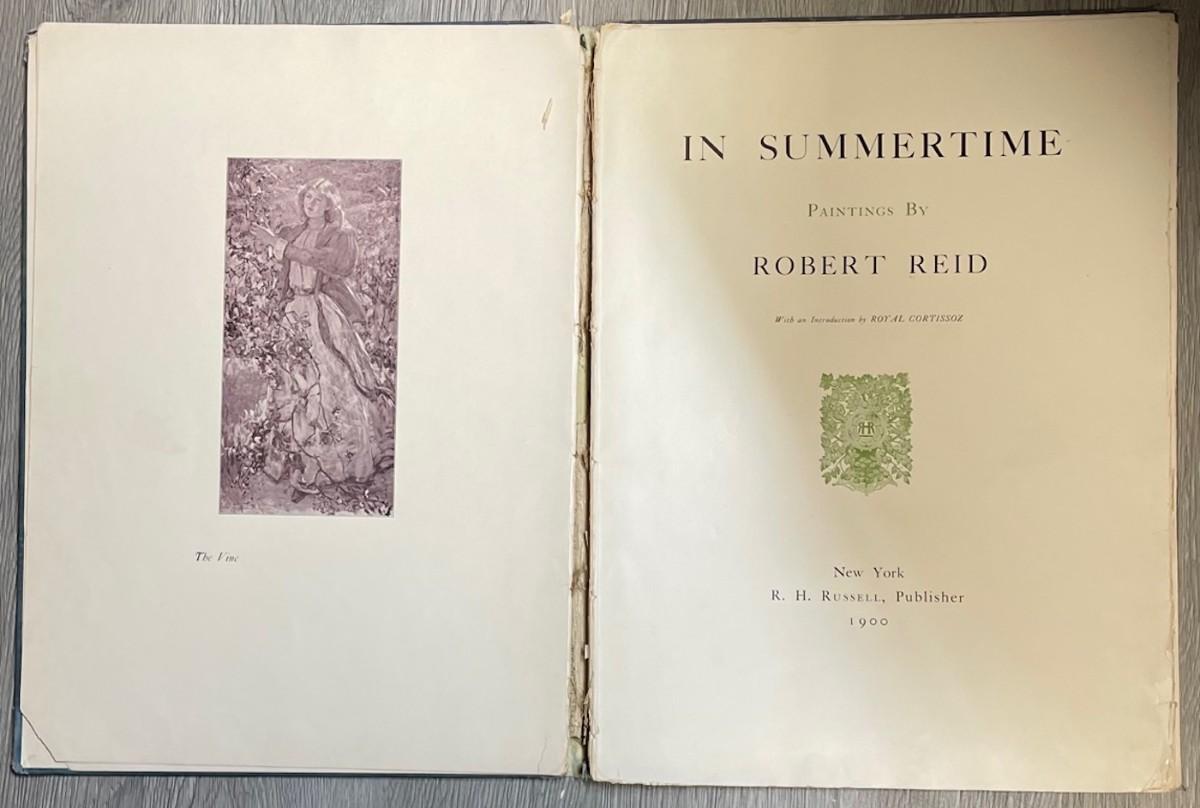 The Vine
IN SUMMERTIME
PAINTINGS BY
ROBERT REID
With an Introduction by ROYAL CORTISSOZ
RHR
New York
R. H. RUSSELL, Publisher
1900